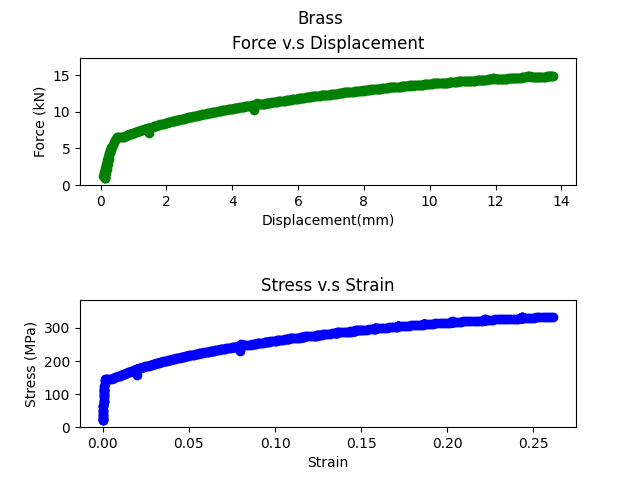 Brass
Force v.s Displacement
15
10
5
0
Force (kN)
0 2 4 6 8 10 12 14
Displacement(mm)
Stress v.s Strain
300
200
100
0
Stress (MPa)
0.00 0.05 0.10 0.15 0.20 0.25
Strain